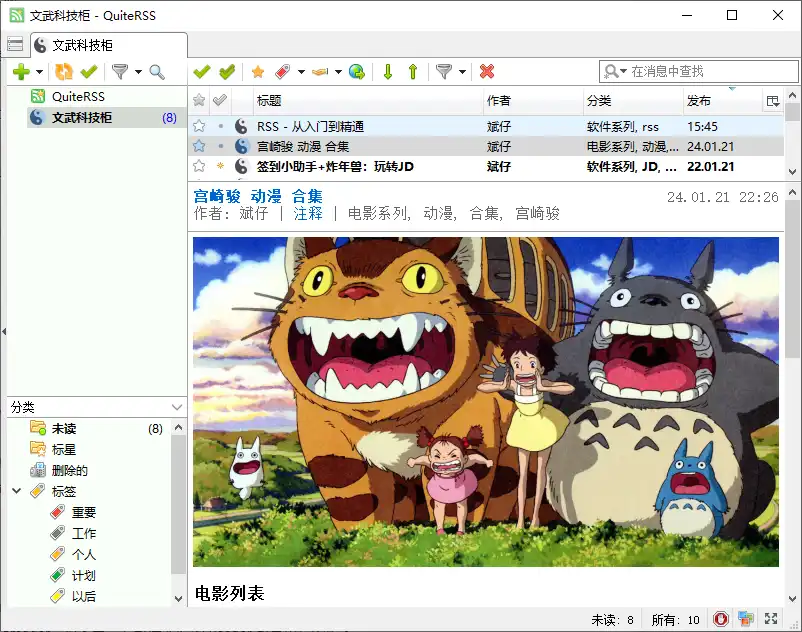 文武科技柜 - QuiteRSS
文武科技柜
在消息中查找
QuiteRSS
文武科技柜 (8)
标题 作者 分类 发布
RSS - 从入门到精通 斌仔 软件系列, rss 15:45
宫崎骏 动漫 合集 斌仔 电影系列, 动漫,... 24.01.21
签到小助手+炸年兽：玩转JD 斌仔 软件系列, JD, ... 22.01.21
宫崎骏 动漫 合集 24.01.21 22:26
作者: 斌仔 | 注释 | 电影系列, 动漫, 合集, 宫崎骏
分类
未读 (8)
标星
删除的
标签
重要
工作
个人
计划
以后
电影列表
未读: 8 所有: 10